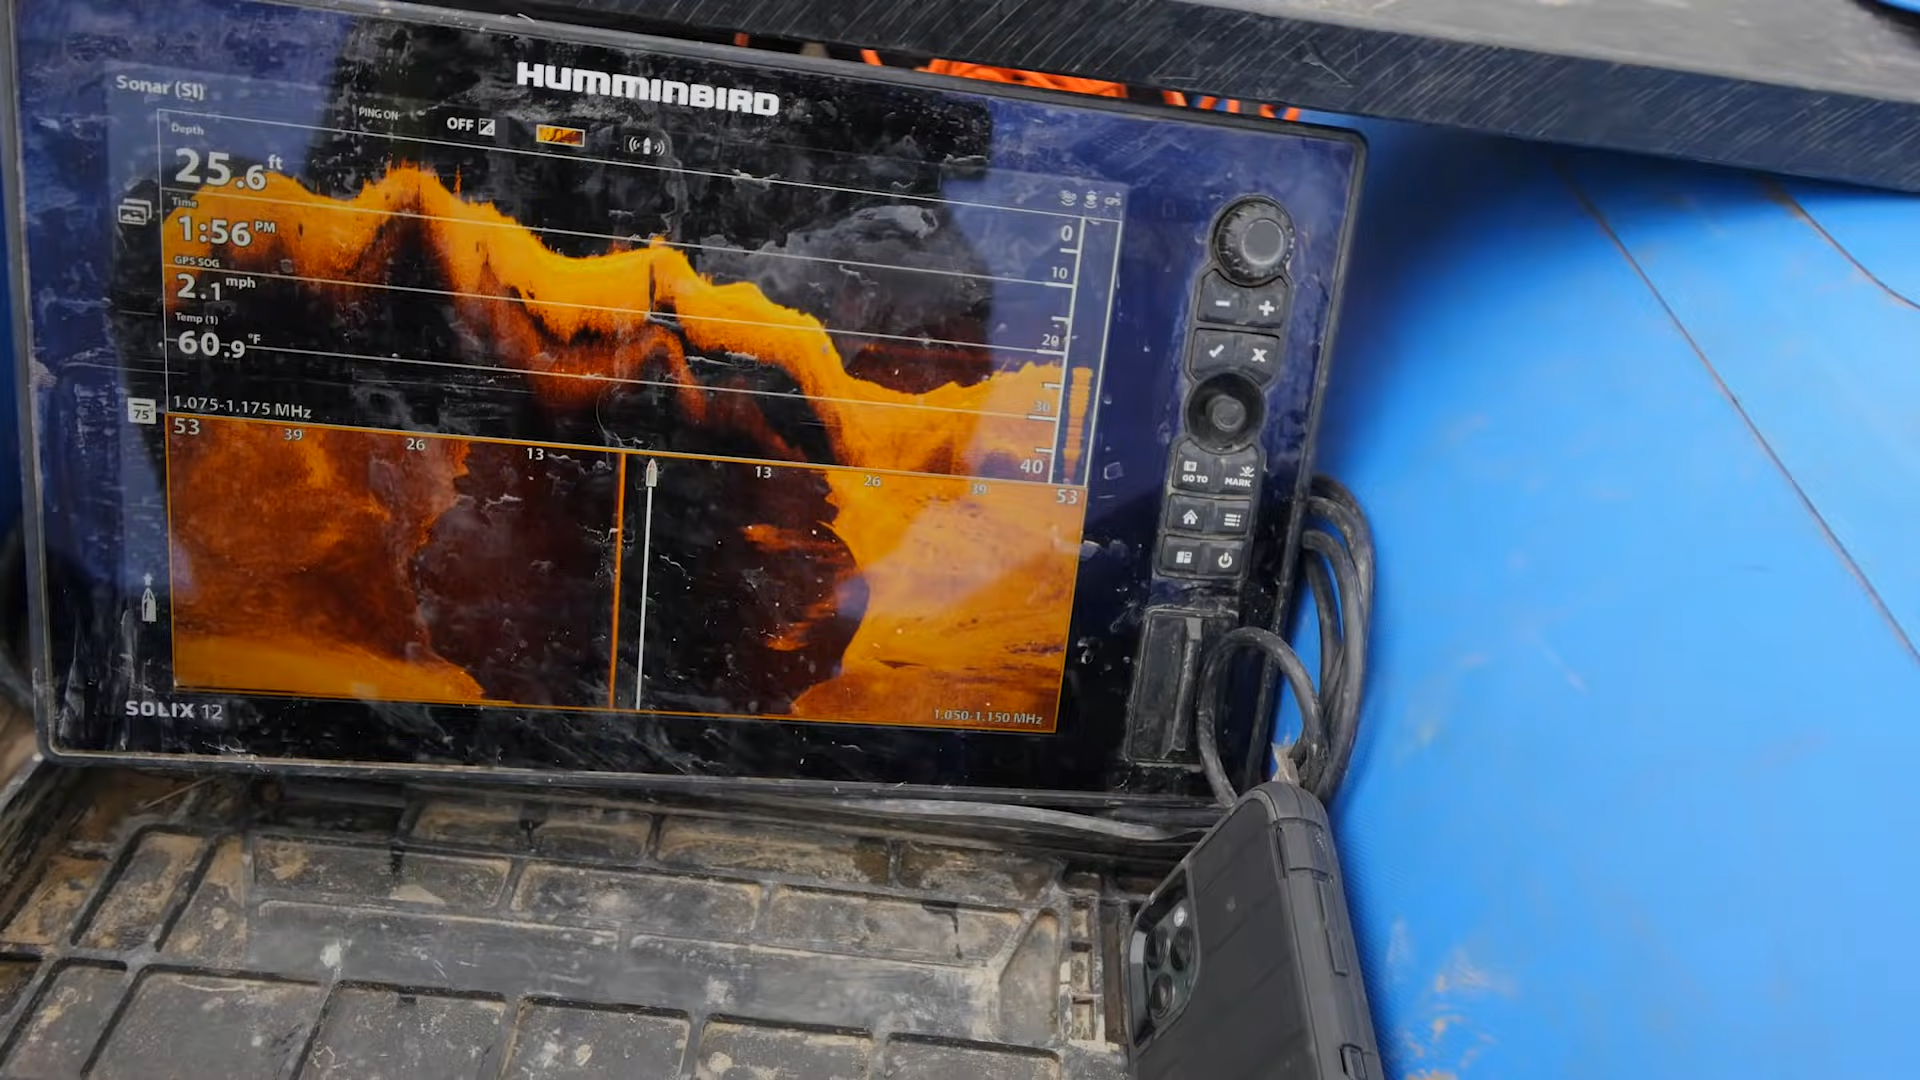 HUMMINBIRD
Sonar (SI)
PING ON
OFF
Depth
25.6 ft
Time
1:56 PM
GPS SOG
2.1 mph
Temp (1)
60.9 °F
0
10
20
30
40
1.075-1.175 MHz
75
53 39 26 13 13 26 39 53
1.050-1.150 MHz
SOLIX 12
GO TO MARK